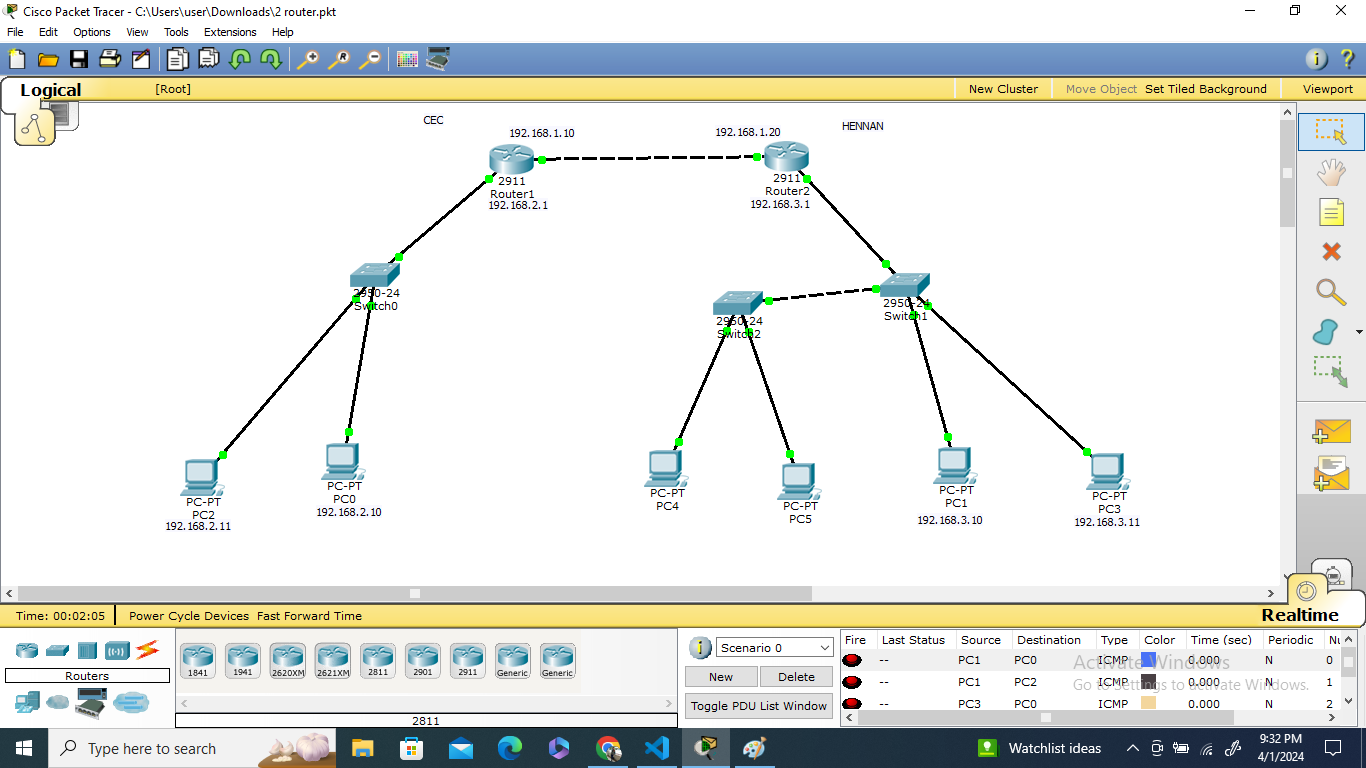 Cisco Packet Tracer - C:\Users\user\Downloads\2 router.pkt
File Edit Options View Tools Extensions Help
Logical [Root] New Cluster Move Object Set Tiled Background Viewport
CEC
192.168.1.10
192.168.1.20
HENNAN
2911
Router1
192.168.2.1
2911
Router2
192.168.3.1
2950-24
Switch0
2950-24
Switch2
2950-24
Switch1
PC-PT
PC2
192.168.2.11
PC-PT
PC0
192.168.2.10
PC-PT
PC4
PC-PT
PC5
PC-PT
PC1
192.168.3.10
PC-PT
PC3
192.168.3.11
Time: 00:02:05 Power Cycle Devices Fast Forward Time
Realtime
Routers
1841 1941 2620XM 2621XM 2811 2901 2911 Generic Generic
2811
Scenario 0
New Delete
Toggle PDU List Window
Fire Last Status Source Destination Type Color Time (sec) Periodic Nu
-- PC1 PC0 ICMP 0.000 N 0
-- PC1 PC2 ICMP 0.000 N 1
-- PC3 PC0 ICMP 0.000 N 2
Activate Windows
Go to Settings to activate Windows.
Type here to search
Watchlist ideas
9:32 PM
4/1/2024